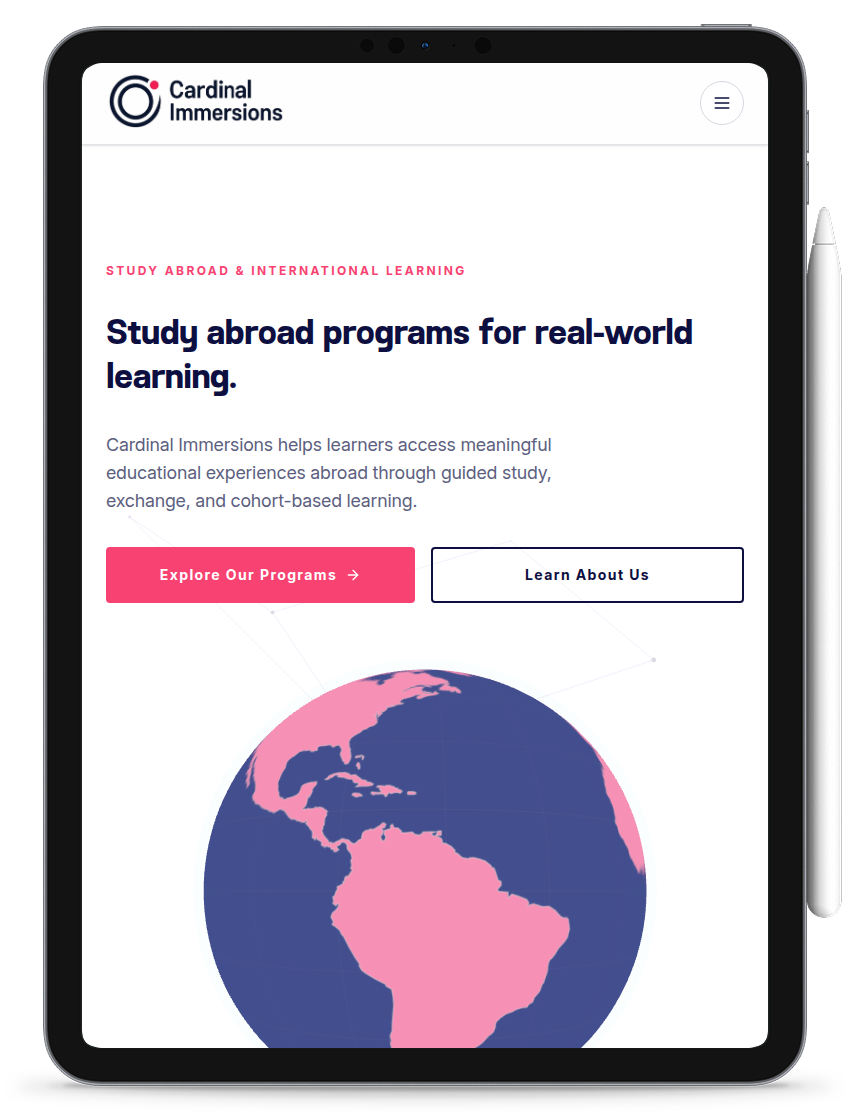 Cardinal
Immersions
STUDY ABROAD & INTERNATIONAL LEARNING
Study abroad programs for real-world
learning.
Cardinal Immersions helps learners access meaningful
educational experiences abroad through guided study,
exchange, and cohort-based learning.
Explore Our Programs →
Learn About Us